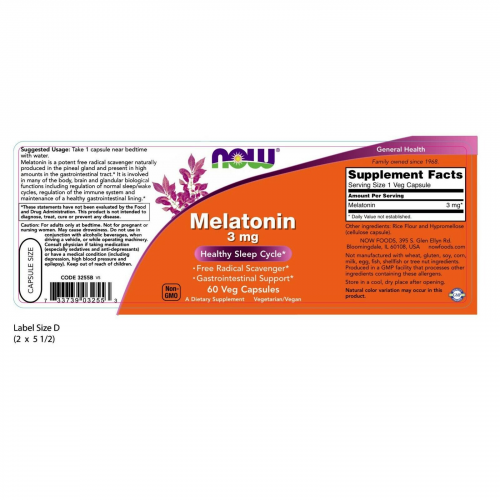 Suggested Usage: Take 1 capsule near bedtime
with water.
Melatonin is a potent free radical scavenger naturally
produced in the pineal gland and present in high
amounts in the gastrointestinal tract.* It is involved
in many of the body, brain and glandular biological
functions including regulation of normal sleep/wake
cycles, regulation of the immune system and
maintenance of a healthy gastrointestinal lining.*
*These statements have not been evaluated by the Food
and Drug Administration. This product is not intended to
diagnose, treat, cure or prevent any disease.
Caution: For adults only at bedtime. Not for pregnant or
nursing women. May cause drowsiness. Do not use in
conjunction with alcoholic beverages, when
driving a vehicle, or while operating machinery.
Consult physician if taking medication
(especially sedatives and anti-depressants)
or have a medical condition (including
depression, high blood pressure and
epilepsy). Keep out of reach of children.
CAPSULE SIZE
CODE 3255B
7 33739 03255 3
NOW
Melatonin
3 mg
Healthy Sleep Cycle*
• Free Radical Scavenger*
• Gastrointestinal Support*
60 Veg Capsules
Non-
GMO
A Dietary Supplement Vegetarian/Vegan
General Health
Family owned since 1968
Supplement Facts
Serving Size 1 Veg Capsule
Amount Per Serving
Melatonin 3 mg*
* Daily Value not established.
Other ingredients: Rice Flour and Hypromellose
(cellulose capsule).
NOW FOODS, 395 S. Glen Ellyn Rd.
Bloomingdale, IL 60108, USA nowfoods.com
Not manufactured with wheat, gluten, soy, corn,
milk, egg, fish, shellfish or tree nut ingredients.
Produced in a GMP facility that processes other
ingredients containing these allergens.
Store in a cool, dry place after opening.
Natural color variation may occur in this
product.
Label Size D
(2 x 5 1/2)